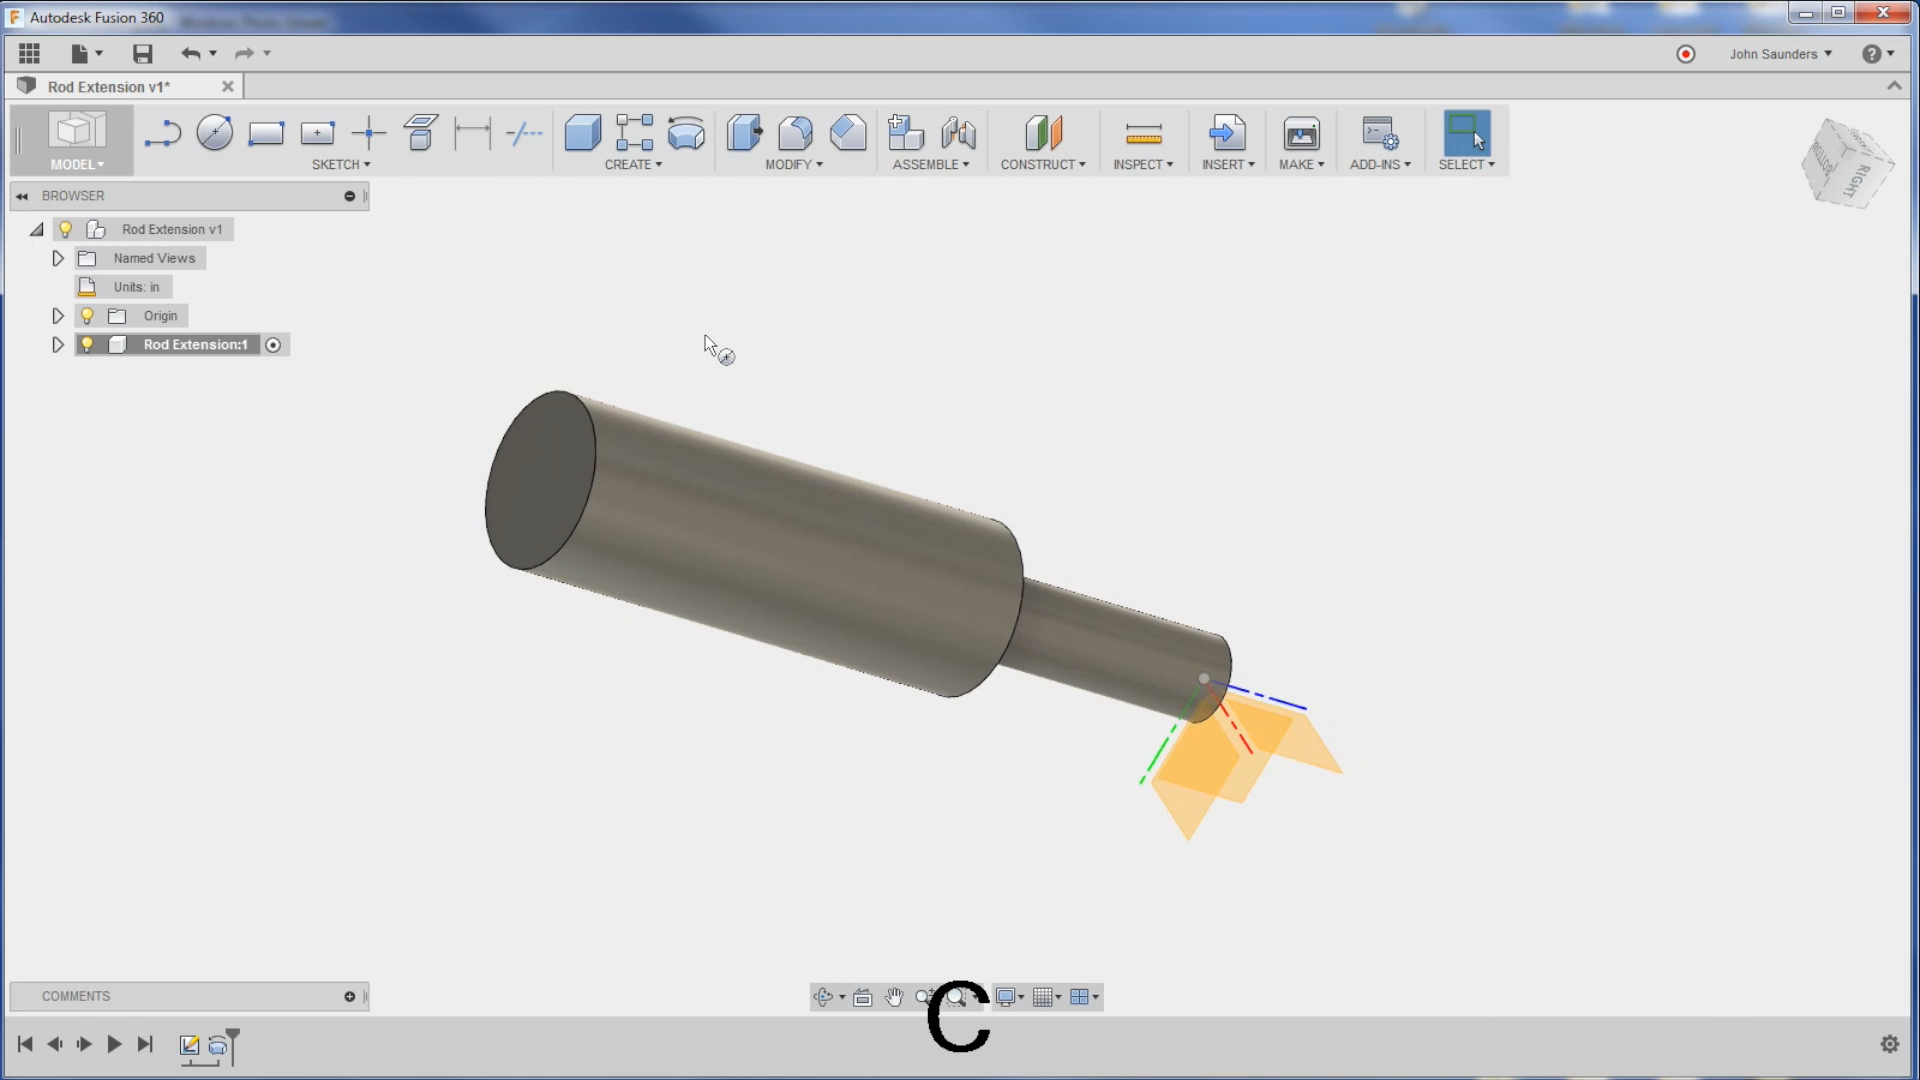 Autodesk Fusion 360
John Saunders
Rod Extension v1*
MODEL
SKETCH
CREATE
MODIFY
ASSEMBLE
CONSTRUCT
INSPECT
INSERT
MAKE
ADD-INS
SELECT
BOTTOM
RIGHT
BROWSER
Rod Extension v1
Named Views
Units: in
Origin
Rod Extension:1
COMMENTS
C